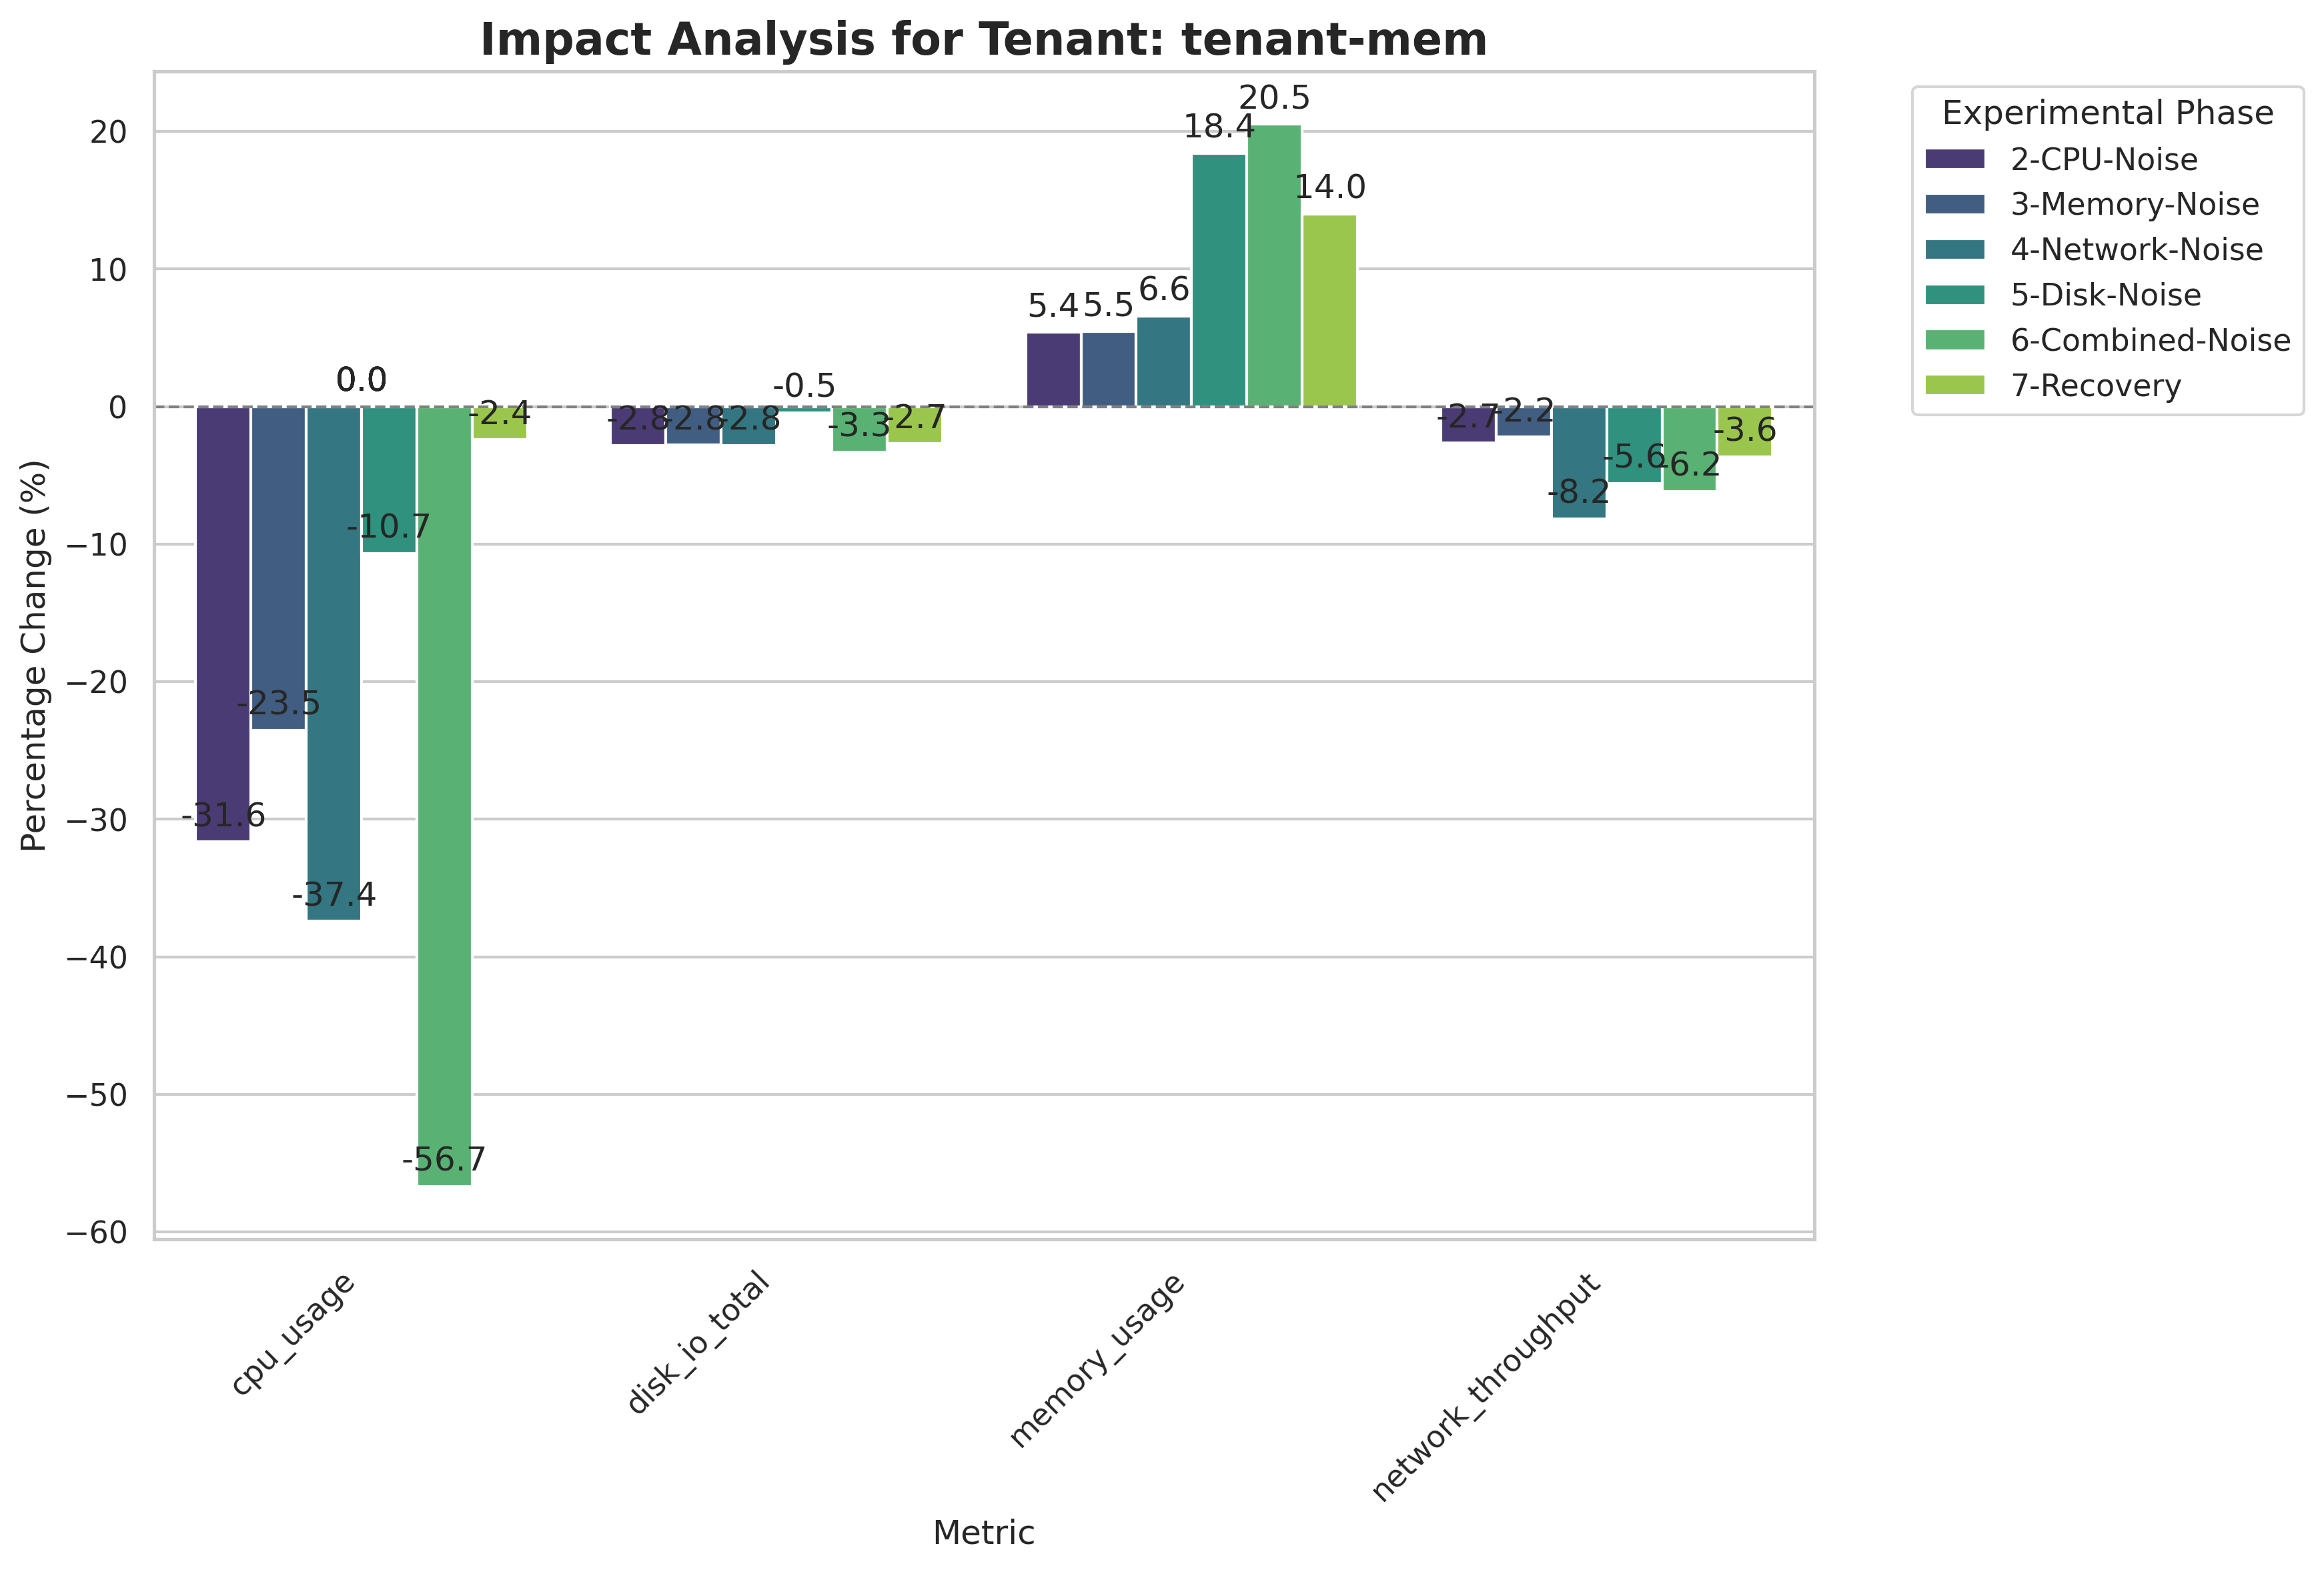 Impact Analysis for Tenant: tenant-mem
Percentage Change (%)
20
10
0
−10
−20
−30
−40
−50
−60
-31.6
-23.5
-37.4
0.0
-10.7
-56.7
-2.4
-2.8
-2.8
-2.8
-0.5
-3.3
-2.7
5.4
5.5
6.6
18.4
20.5
14.0
-2.7
-2.2
-8.2
-5.6
-6.2
-3.6
cpu_usage
disk_io_total
memory_usage
network_throughput
Metric
Experimental Phase
2-CPU-Noise
3-Memory-Noise
4-Network-Noise
5-Disk-Noise
6-Combined-Noise
7-Recovery